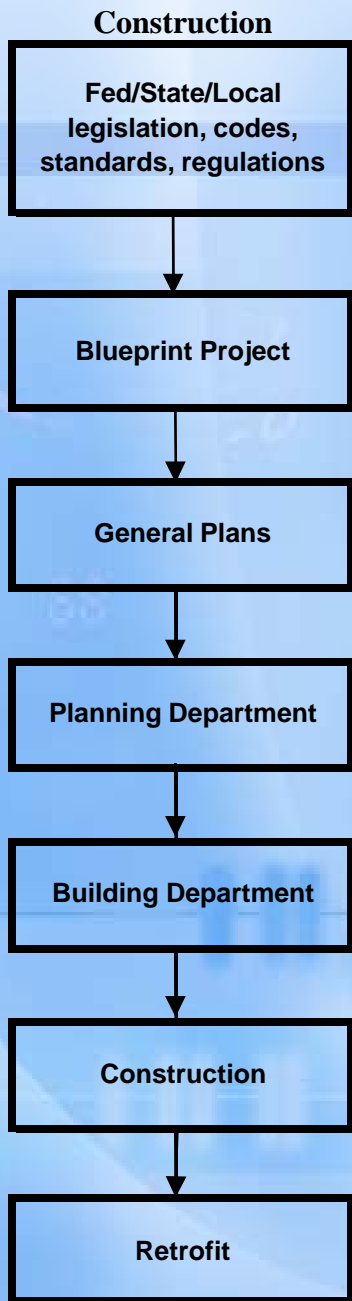 Construction
Fed/State/Local
legislation, codes,
standards, regulations
Blueprint Project
General Plans
Planning Department
Building Department
Construction
Retrofit